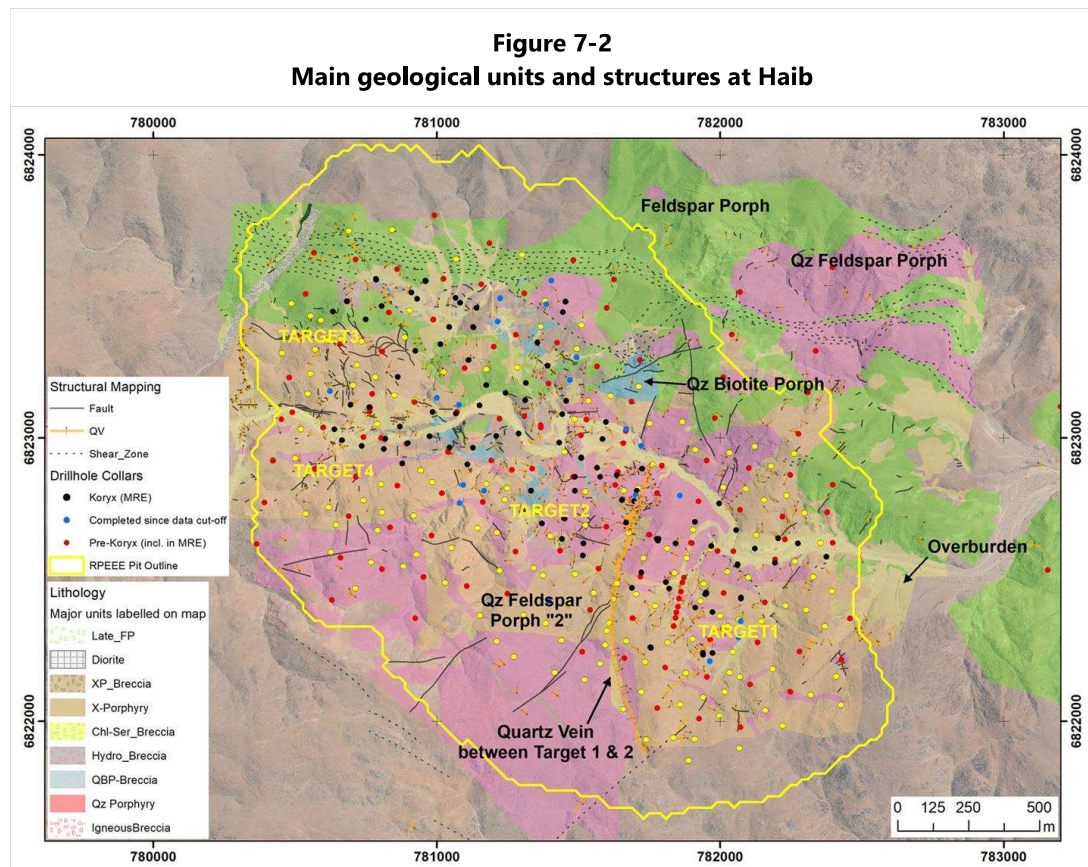 Figure 7-2
Main geological units and structures at Haib
780000 781000 782000 783000
6824000 6824000
Feldspar Porph
Qz Feldspar Porph
TARGET3
Qz Biotite Porph
6823000 6823000
TARGET4
TARGET2
Overburden
Qz Feldspar
Porph "2"
TARGET1
6822000 6822000
Quartz Vein
between Target 1 & 2
Structural Mapping
Fault
QV
Shear_Zone
Drillhole Collars
Koryx (MRE)
Completed since data cut-off
Pre-Koryx (incl. in MRE)
RPEEE Pit Outline
Lithology
Major units labelled on map
Late_FP
Diorite
XP_Breccia
X-Porphyry
Chl-Ser_Breccia
Hydro_Breccia
QBP-Breccia
Qz Porphyry
IgneousBreccia
0 125 250 500
m
780000 781000 782000 783000